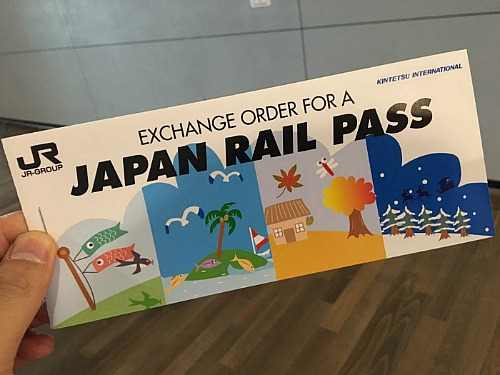 KINTETSU INTERNATIONAL
EXCHANGE ORDER FOR A
JR
JR-GROUP
JAPAN RAIL PASS